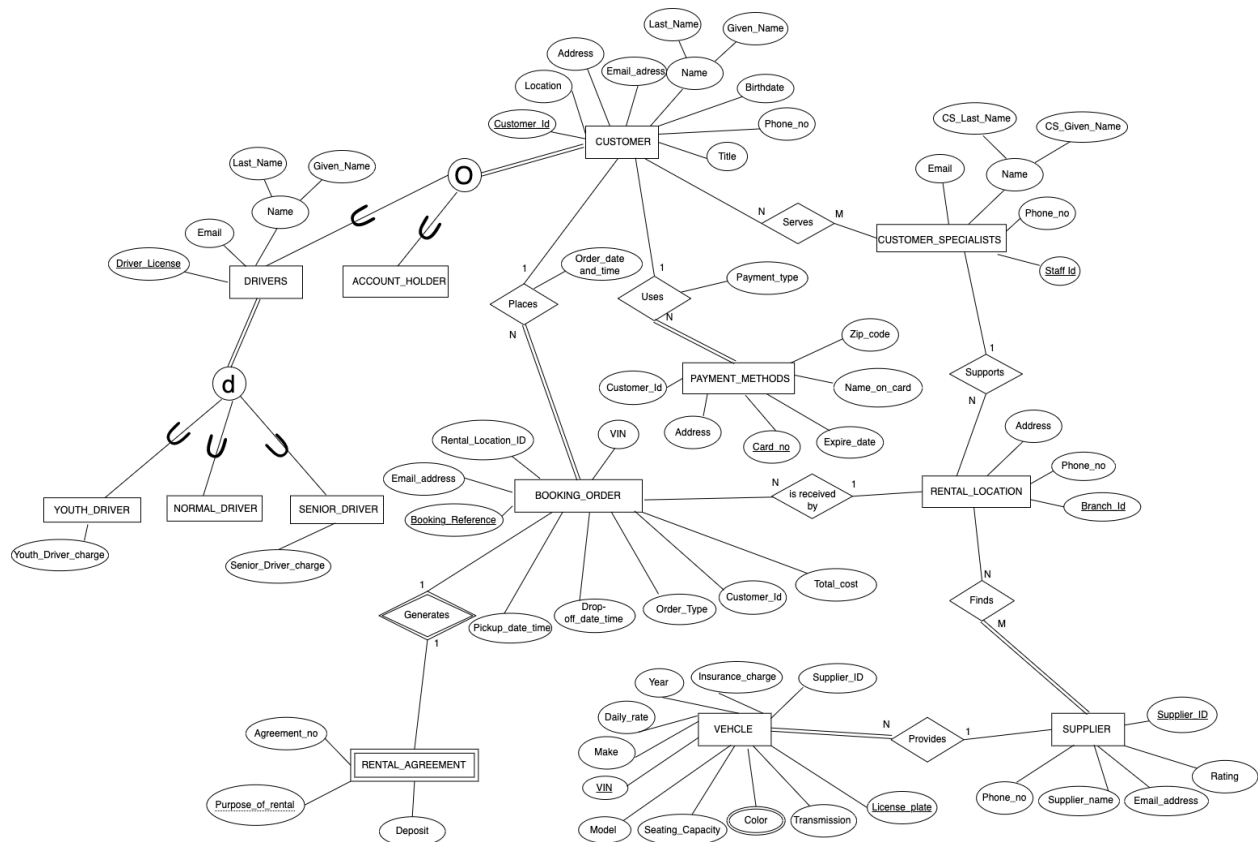 Last_Name
Given_Name
Address
Email_adress
Name
Location
Birthdate
Customer_Id
Phone_no
CUSTOMER
Title
CS_Last_Name
CS_Given_Name
Email
Name
Phone_no
CUSTOMER_SPECIALISTS
Staff Id
N
Serves
M
O
Last_Name
Given_Name
Name
Email
Driver_License
DRIVERS
ACCOUNT_HOLDER
d
YOUTH_DRIVER
NORMAL_DRIVER
SENIOR_DRIVER
Youth_Driver_charge
Senior_Driver_charge
1
Order_date
and_time
Places
N
1
Payment_type
Uses
N
Zip_code
Customer_Id
PAYMENT_METHODS
Name_on_card
Address
Card_no
Expire_date
1
Supports
N
Address
Phone_no
RENTAL_LOCATION
Branch_Id
VIN
Rental_Location_ID
Email_address
BOOKING_ORDER
Booking_Reference
N
is received
by
1
Pickup_date_time
Drop-
off_date_time
Order_Type
Customer_Id
Total_cost
1
Generates
1
Agreement_no
RENTAL_AGREEMENT
Purpose_of_rental
Deposit
N
Finds
M
Year
Insurance_charge
Supplier_ID
Daily_rate
Make
VEHCLE
VIN
Model
Seating_Capacity
Color
Transmission
License_plate
N
Provides
1
SUPPLIER
Supplier_ID
Rating
Phone_no
Supplier_name
Email_address